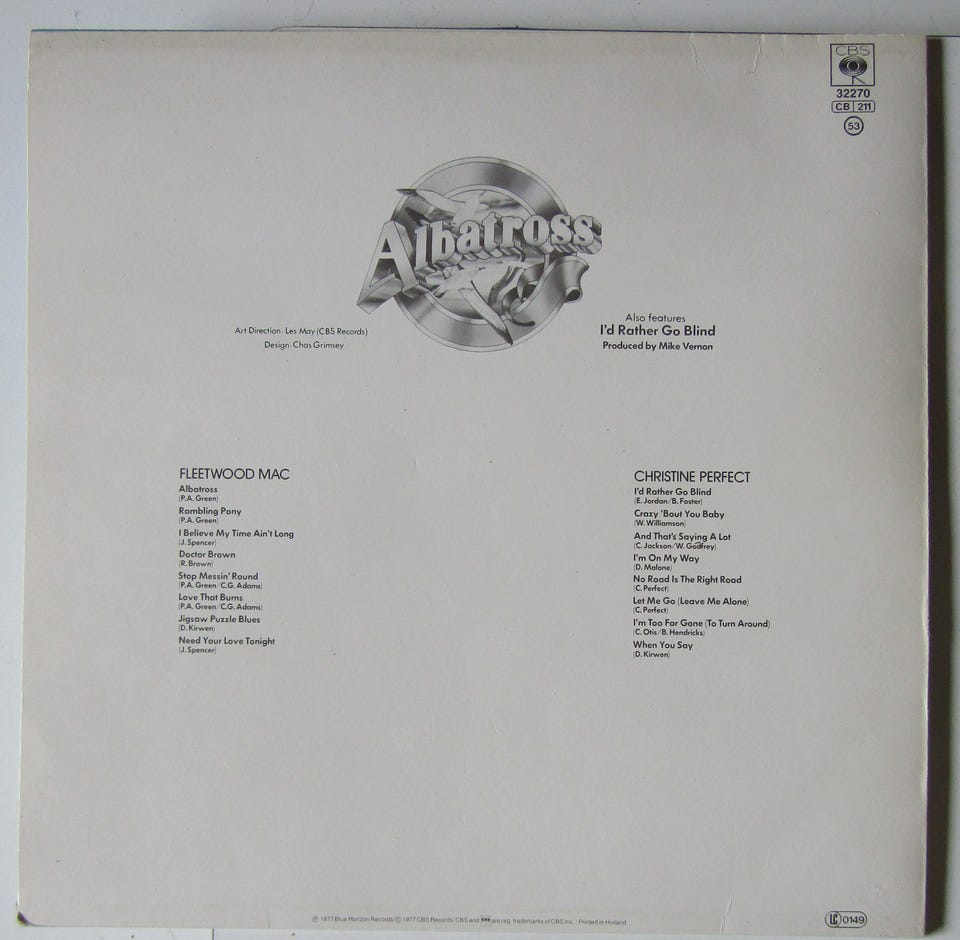 CBS
32270
CB 211
53
Albatross
Art Direction·Les May (CBS Records)
Design·Chas Grimsey
Also features
I'd Rather Go Blind
Produced by Mike Vernon
FLEETWOOD MAC
Albatross
(P.A. Green)
Rambling Pony
(P.A. Green)
I Believe My Time Ain't Long
(J. Spencer)
Doctor Brown
(R. Brown)
Stop Messin' Round
(P.A. Green/C.G. Adams)
Love That Burns
(P.A. Green/C.G. Adams)
Jigsaw Puzzle Blues
(D. Kirwen)
Need Your Love Tonight
(J. Spencer)
CHRISTINE PERFECT
I'd Rather Go Blind
(E. Jordan/B. Foster)
Crazy 'Bout You Baby
(W. Williamson)
And That's Saying A Lot
(C. Jackson/W. Godfrey)
I'm On My Way
(D. Malone)
No Road Is The Right Road
(C. Perfect)
Let Me Go (Leave Me Alone)
(C. Perfect)
I'm Too Far Gone (To Turn Around)
(C. Otis/B. Hendricks)
When You Say
(D. Kirwen)
℗ 1977 Blue Horizon Records/© 1977 CBS Records/CBS and are reg. trademarks of CBS Inc./Printed in Holland
LC 0149